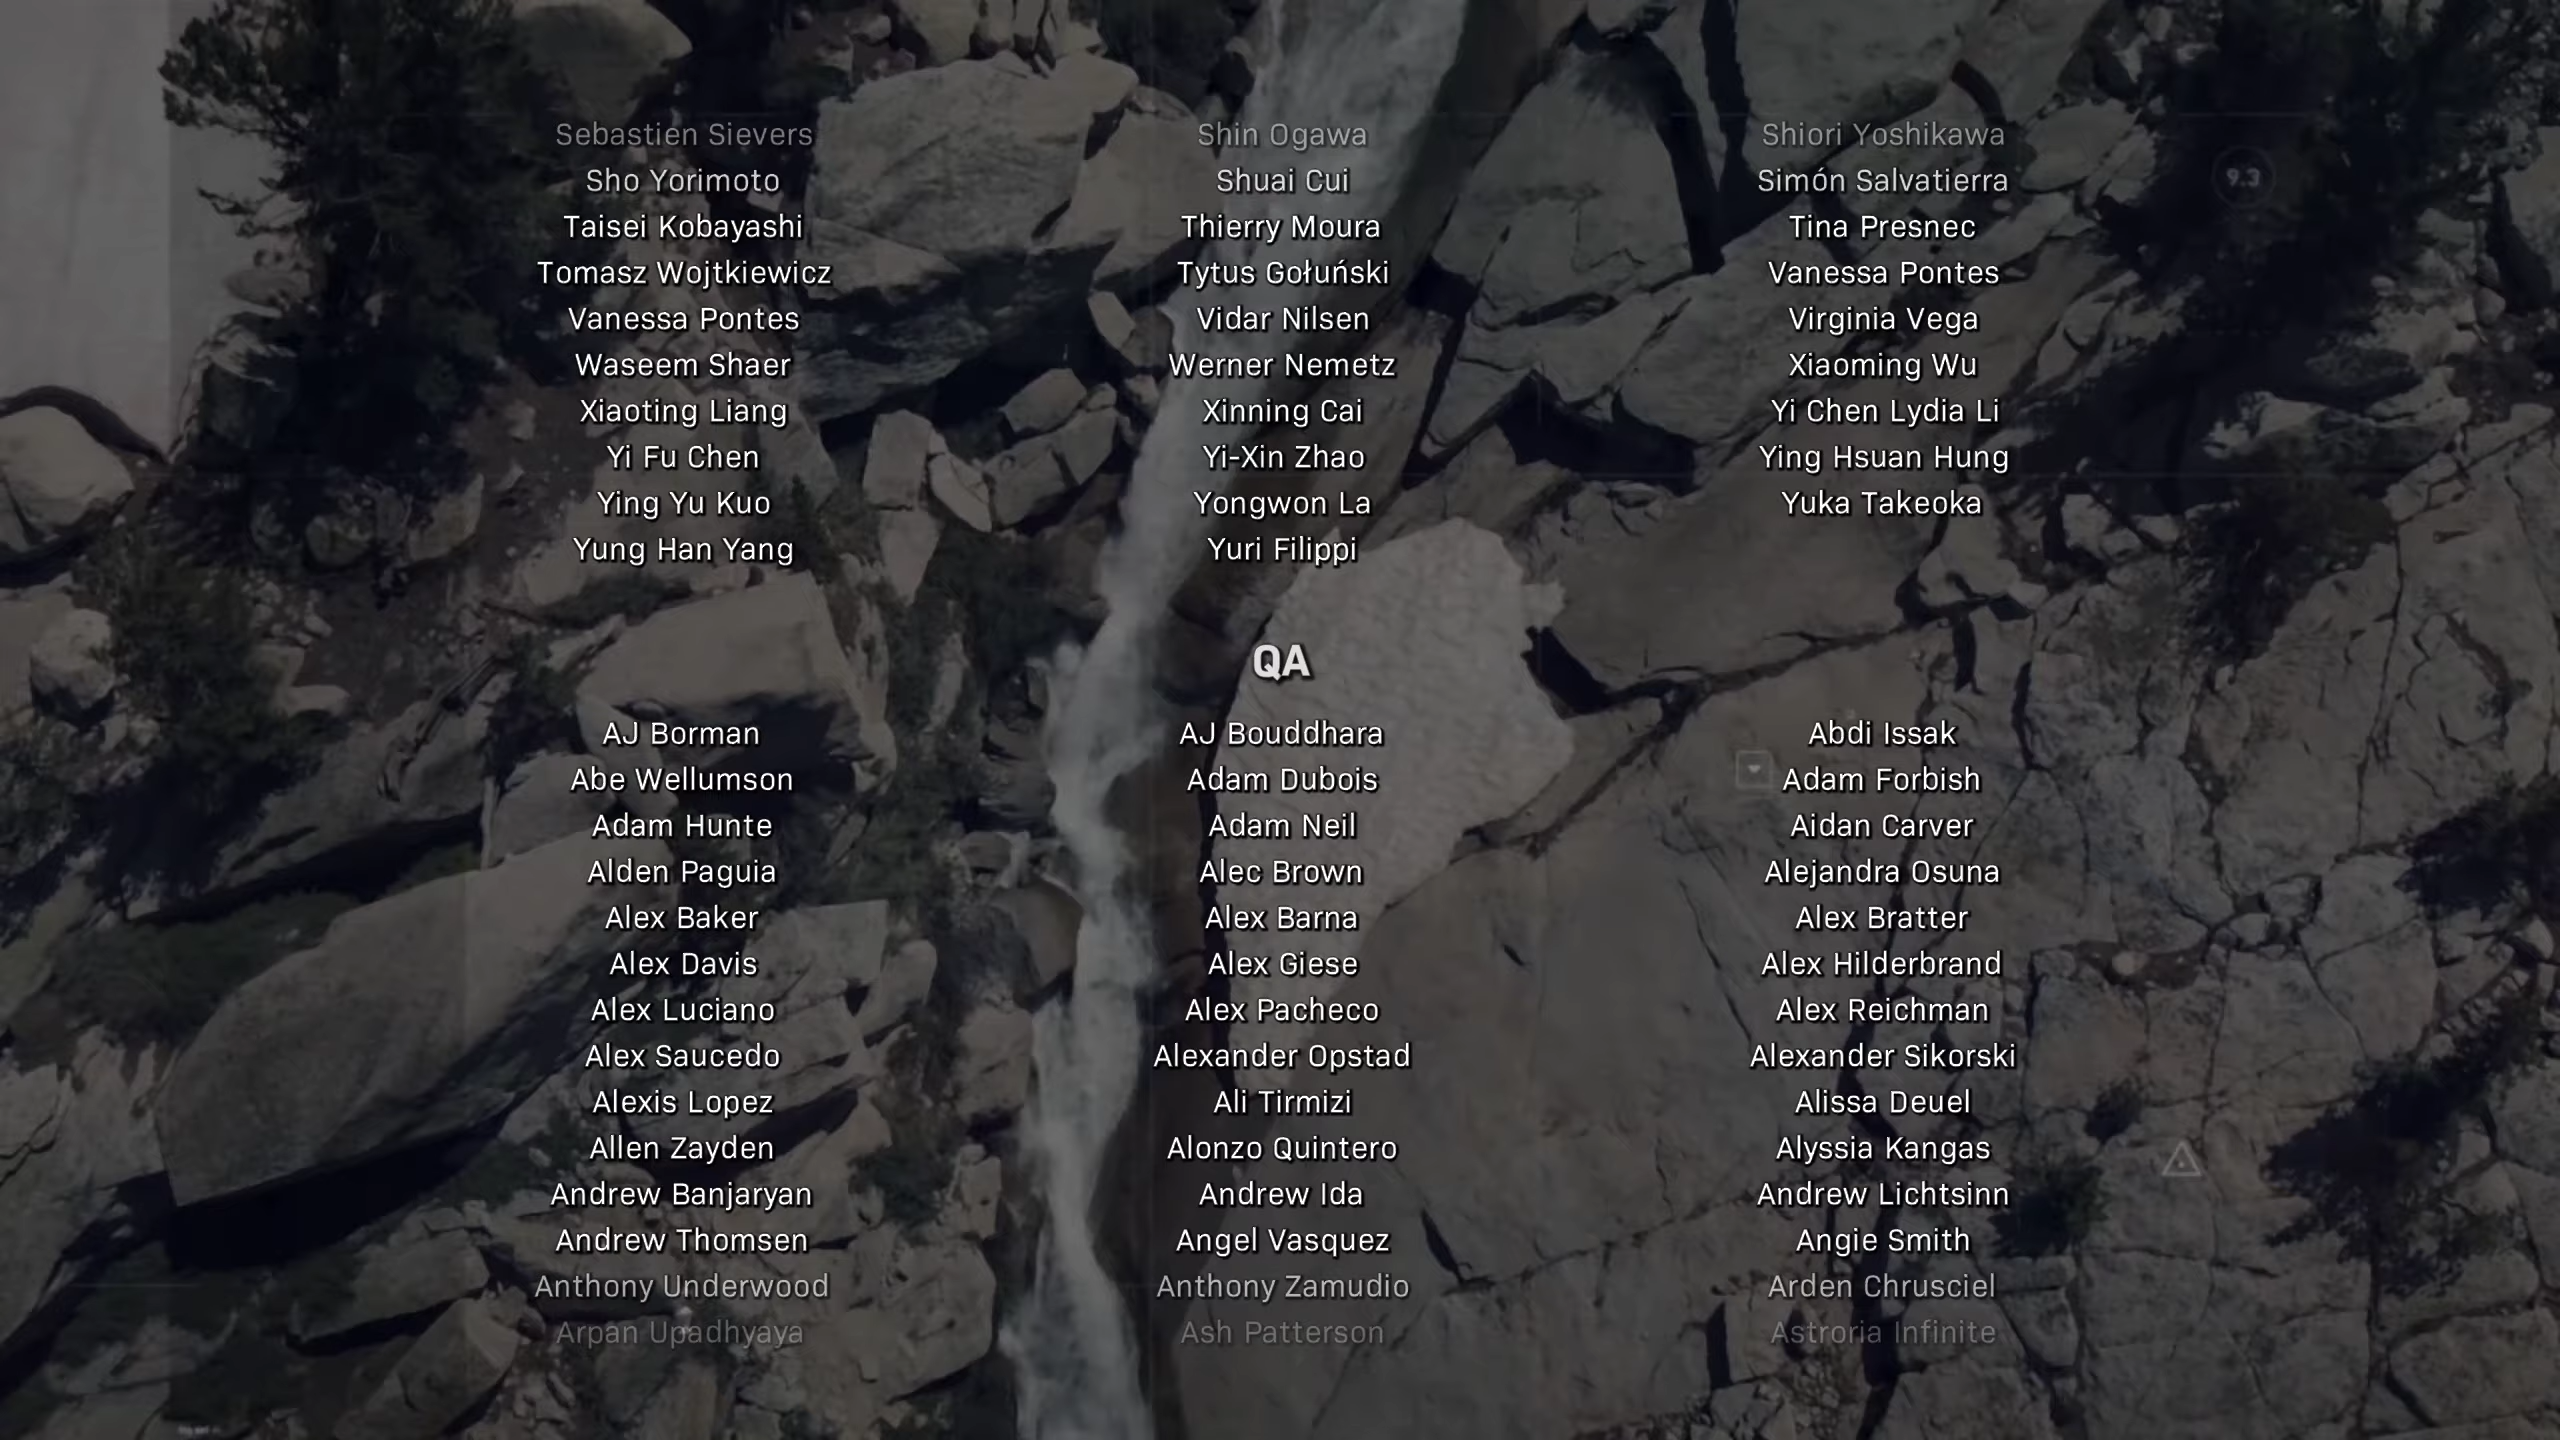 Sebastien Sievers Shin Ogawa Shiori Yoshikawa
Sho Yorimoto Shuai Cui Simón Salvatierra
9.3
Taisei Kobayashi Thierry Moura Tina Presnec
Tomasz Wojtkiewicz Tytus Gołuński Vanessa Pontes
Vanessa Pontes Vidar Nilsen Virginia Vega
Waseem Shaer Werner Nemetz Xiaoming Wu
Xiaoting Liang Xinning Cai Yi Chen Lydia Li
Yi Fu Chen Yi-Xin Zhao Ying Hsuan Hung
Ying Yu Kuo Yongwon La Yuka Takeoka
Yung Han Yang Yuri Filippi
QA
AJ Borman AJ Bouddhara Abdi Issak
Abe Wellumson Adam Dubois Adam Forbish
Adam Hunte Adam Neil Aidan Carver
Alden Paguia Alec Brown Alejandra Osuna
Alex Baker Alex Barna Alex Bratter
Alex Davis Alex Giese Alex Hilderbrand
Alex Luciano Alex Pacheco Alex Reichman
Alex Saucedo Alexander Opstad Alexander Sikorski
Alexis Lopez Ali Tirmizi Alissa Deuel
Allen Zayden Alonzo Quintero Alyssia Kangas
Andrew Banjaryan Andrew Ida Andrew Lichtsinn
Andrew Thomsen Angel Vasquez Angie Smith
Anthony Underwood Anthony Zamudio Arden Chrusciel
Arpan Upadhyaya Ash Patterson Astroria Infinite